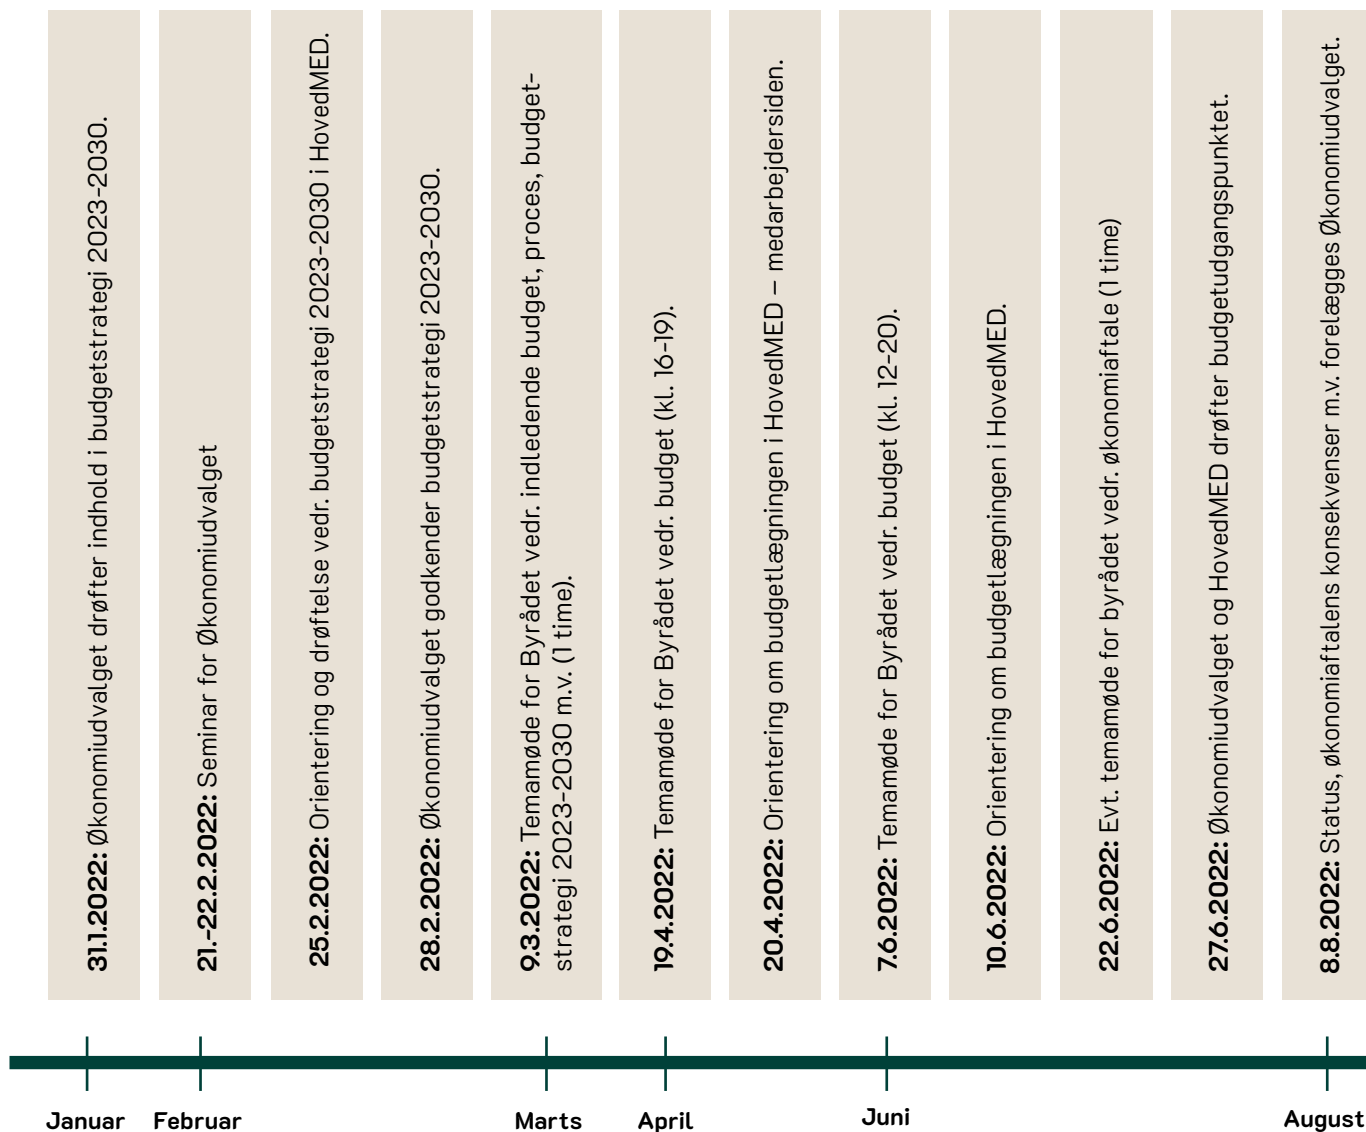 31.1.2022: Økonomiudvalget drøfter indhold i budgetstrategi 2023-2030.
21.-22.2.2022: Seminar for Økonomiudvalget
25.2.2022: Orientering og drøftelse vedr. budgetstrategi 2023-2030 i HovedMED.
28.2.2022: Økonomiudvalget godkender budgetstrategi 2023-2030.
9.3.2022: Temamøde for Byrådet vedr. indledende budget, proces, budget-
strategi 2023-2030 m.v. (1 time).
19.4.2022: Temamøde for Byrådet vedr. budget (kl. 16-19).
20.4.2022: Orientering om budgetlægningen i HovedMED – medarbejdersiden.
7.6.2022: Temamøde for Byrådet vedr. budget (kl. 12-20).
10.6.2022: Orientering om budgetlægningen i HovedMED.
22.6.2022: Evt. temamøde for byrådet vedr. økonomiaftale (1 time)
27.6.2022: Økonomiudvalget og HovedMED drøfter budgetudgangspunktet.
8.8.2022: Status, økonomiaftalens konsekvenser m.v. forelægges Økonomiudvalget.
Januar
Februar
Marts
April
Juni
August